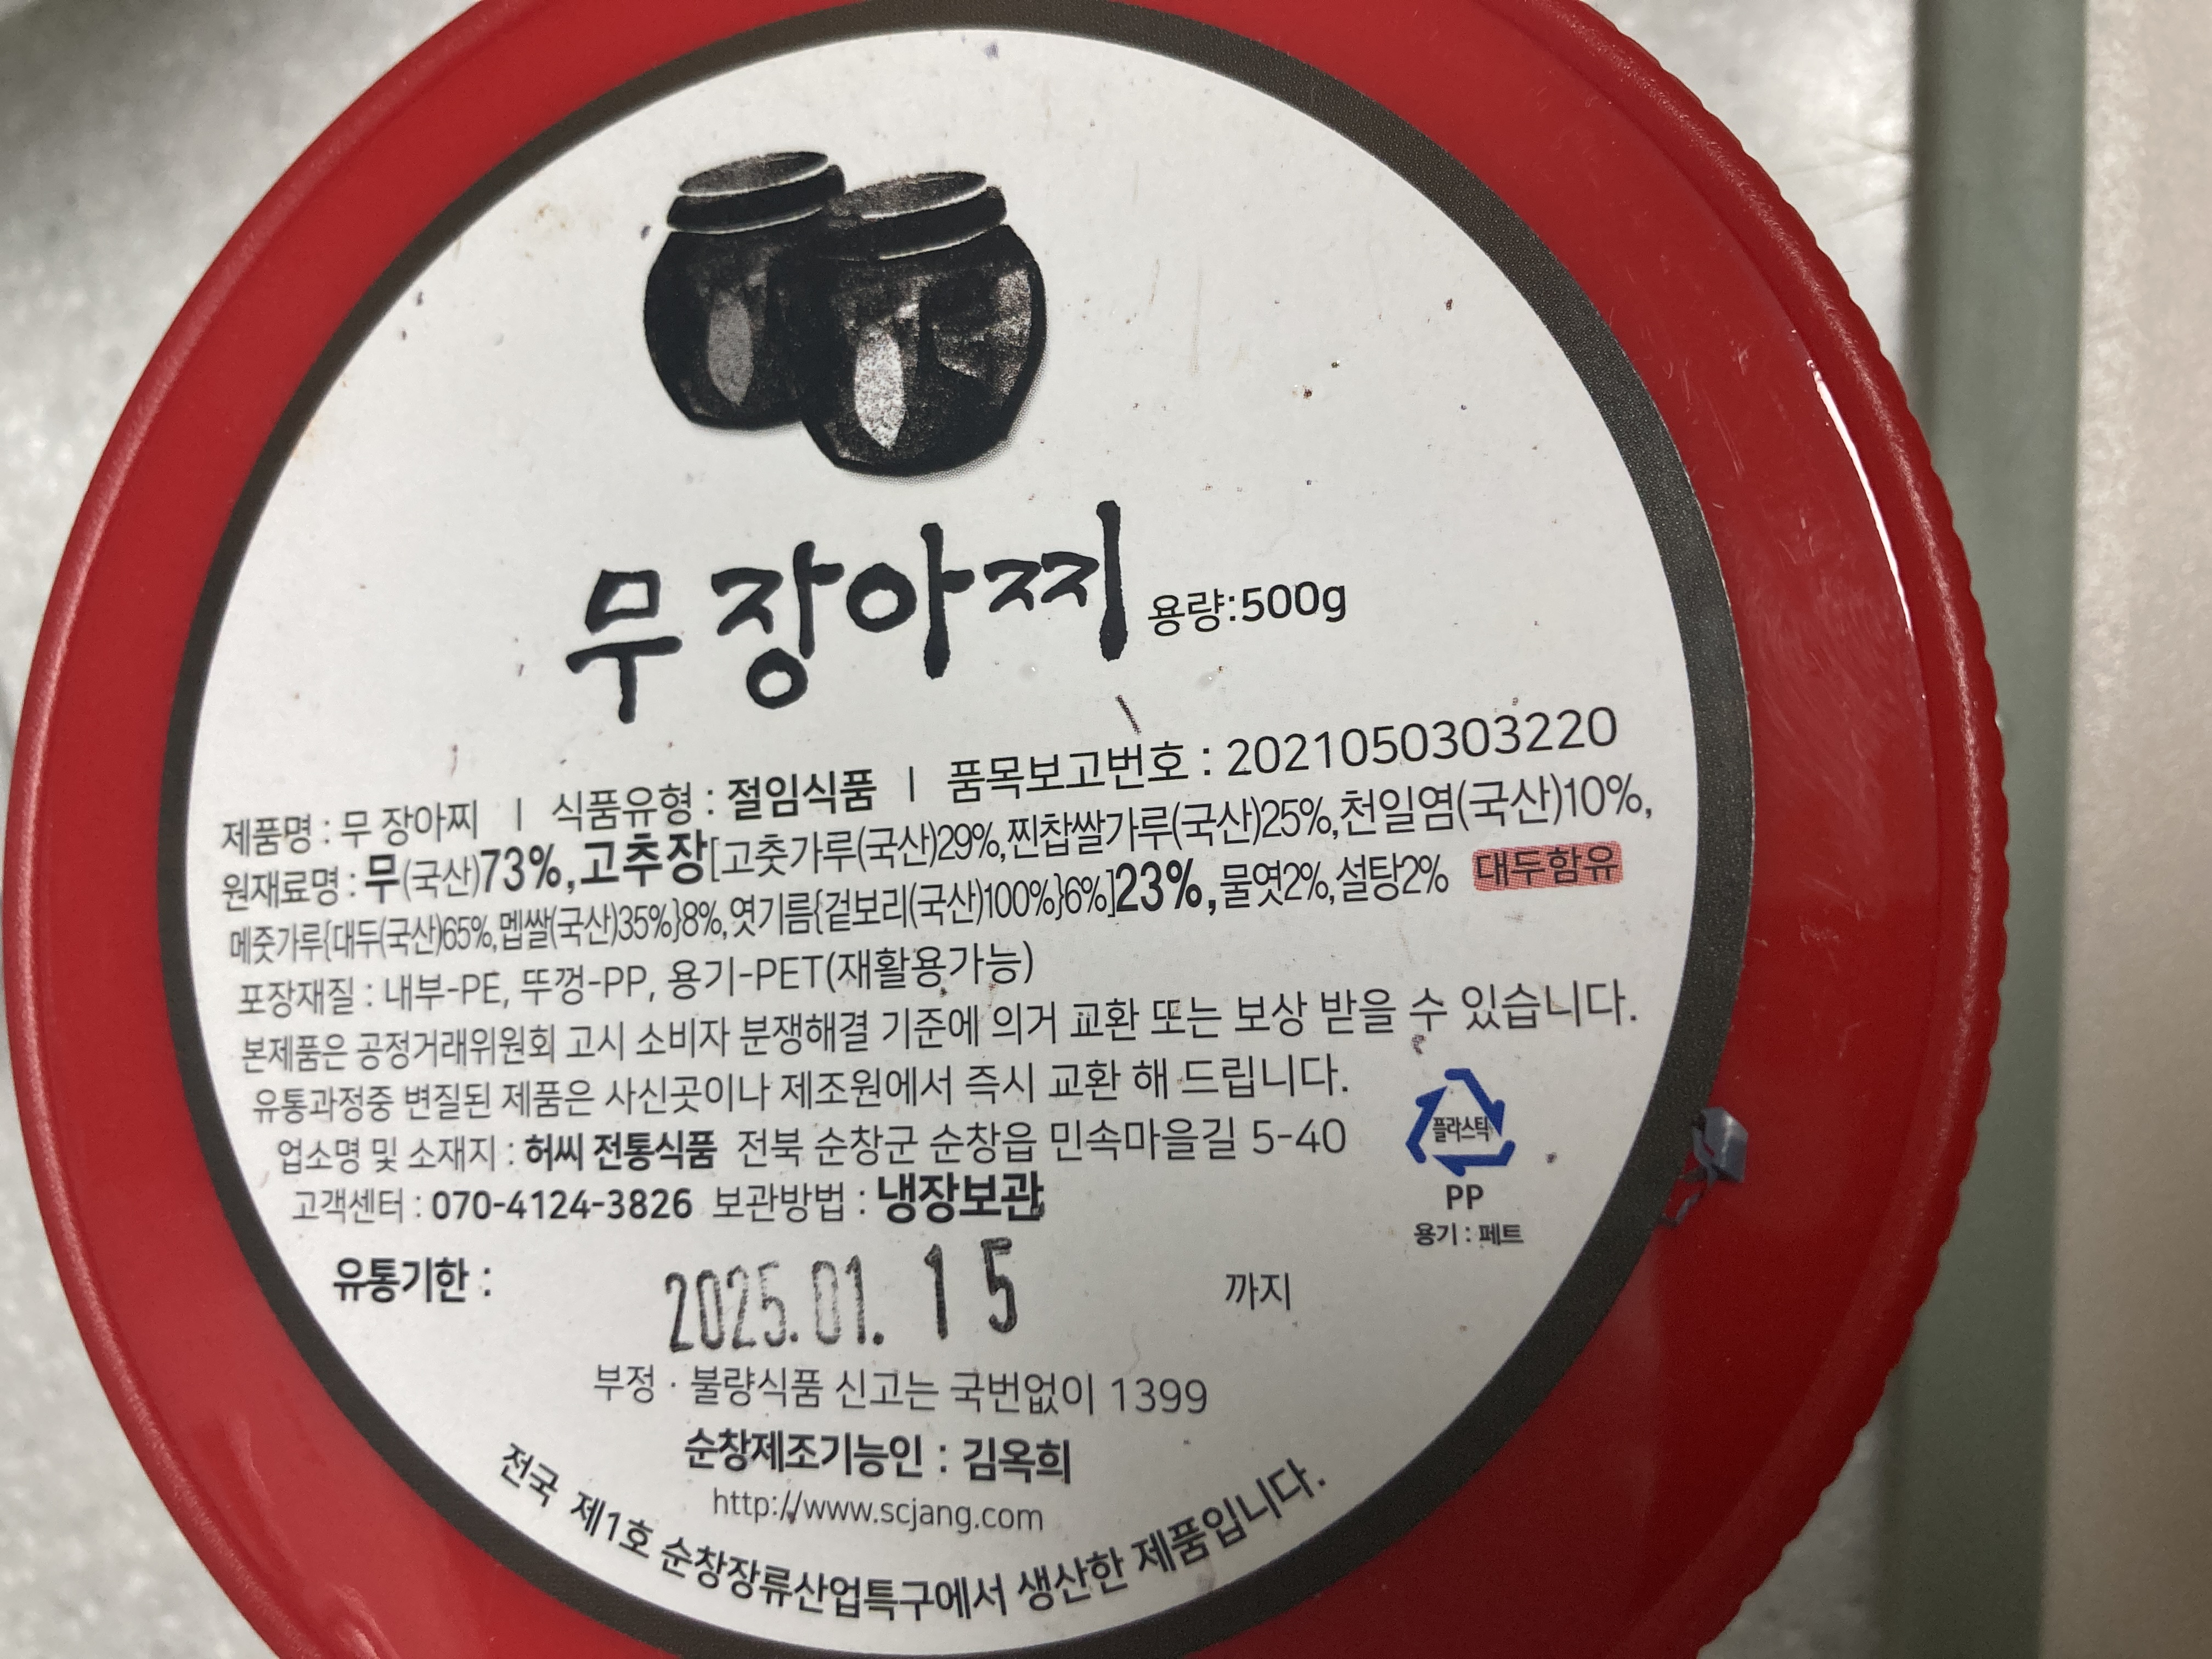 무장아찌 용량:500g
제품명 : 무 장아찌 | 식품유형 : 절임식품 | 품목보고번호 : 2021050303220
원재료명 : 무(국산)73%,고추장[고춧가루(국산)29%,찐찹쌀가루(국산)25%,천일염(국산)10%,
메줏가루{대두(국산)65%,멥쌀(국산)35%}8%,엿기름{겉보리(국산)100%}6%]23%,물엿2%,설탕2% 대두함유
포장재질 : 내부-PE, 뚜껑-PP, 용기-PET(재활용가능)
본제품은 공정거래위원회 고시 소비자 분쟁해결 기준에 의거 교환 또는 보상 받을 수 있습니다.
유통과정중 변질된 제품은 사신곳이나 제조원에서 즉시 교환 해 드립니다.
업소명 및 소재지 : 허씨 전통식품 전북 순창군 순창읍 민속마을길 5-40
고객센터 : 070-4124-3826 보관방법 : 냉장보관
플라스틱
PP
용기 : 페트
유통기한 : 2025.01.15 까지
부정 · 불량식품 신고는 국번없이 1399
순창제조기능인 : 김옥희
http://www.scjang.com
전국 제1호 순창장류산업특구에서 생산한 제품입니다.